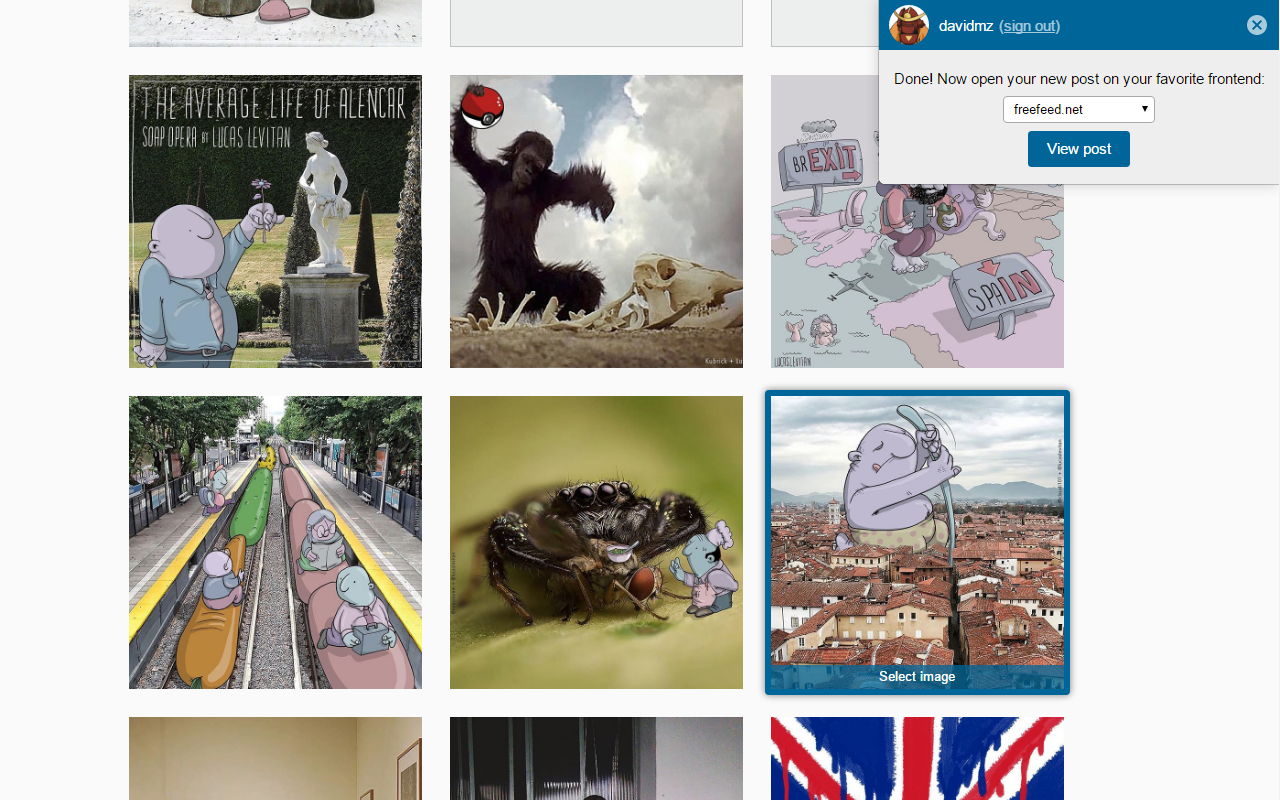 davidmz (sign out)
Done! Now open your new post on your favorite frontend:
freefeed.net
View post
THE AVERAGE LIFE OF ALENCAR
SOAP OPERA BY LUCAS LEVITAN
Kubrick + Lu
BREXIT
SPAIN
LUCAS LEVITAN
Select image